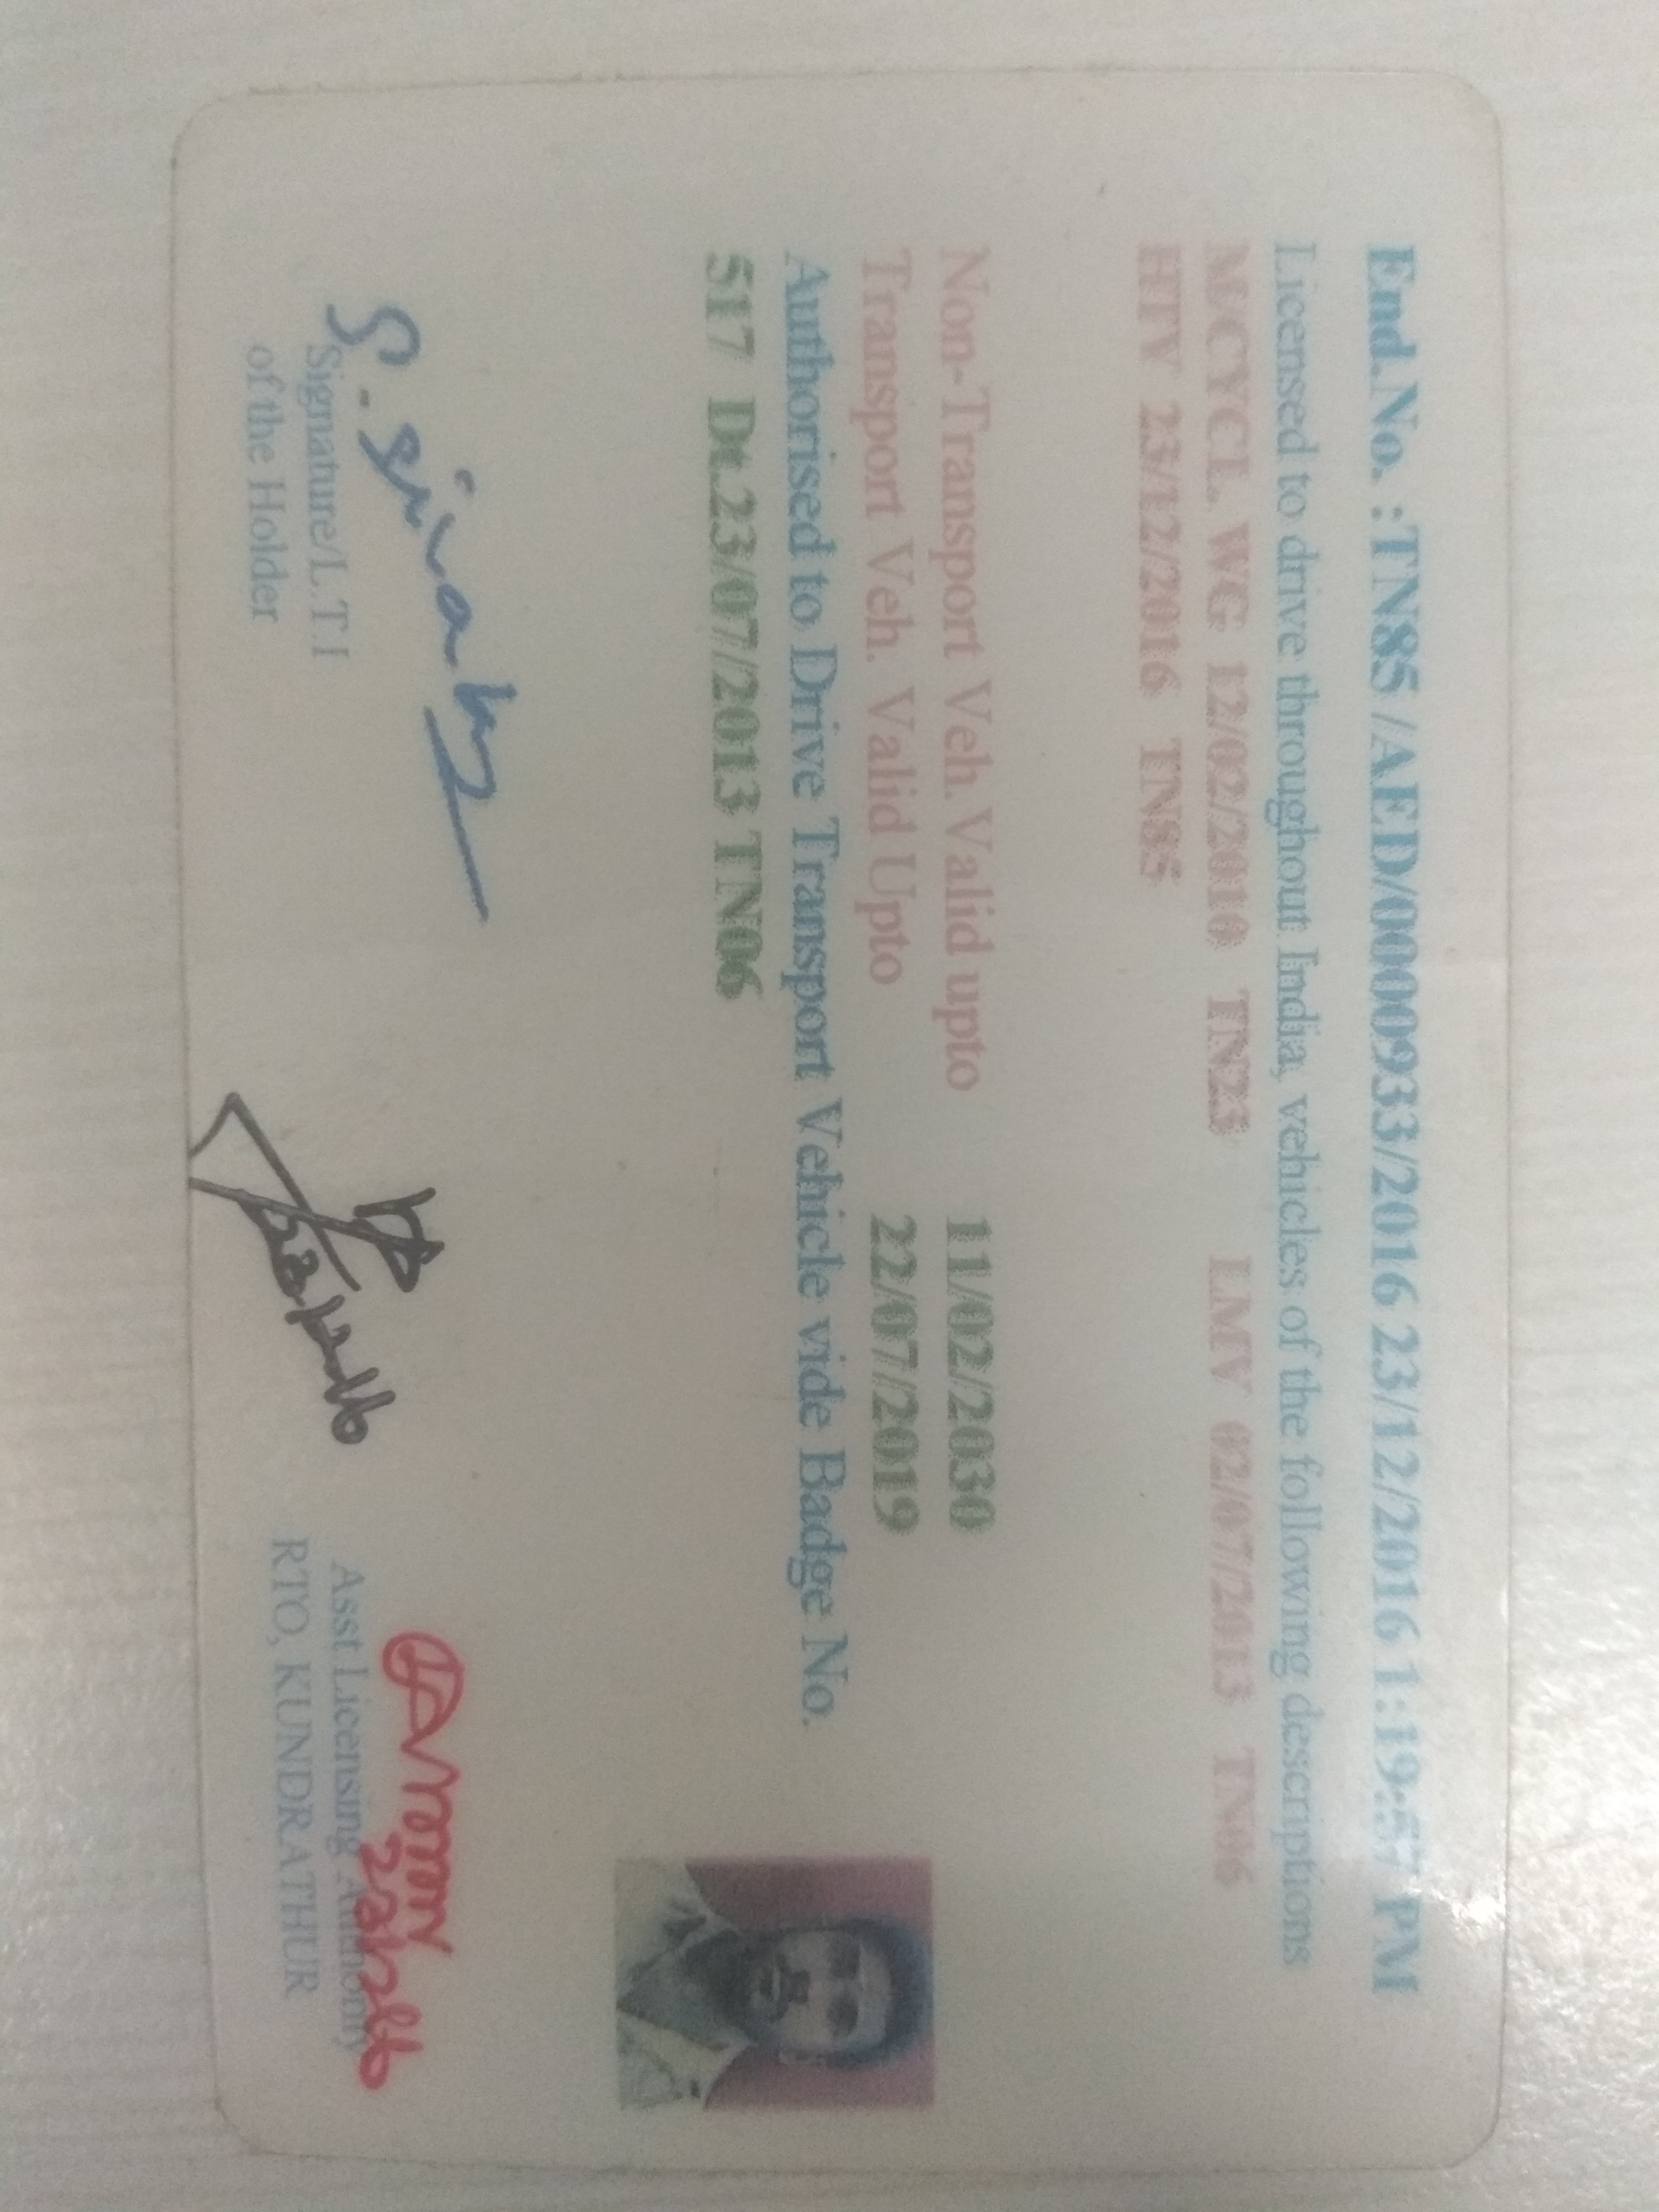 End.No. :TN85 /AED/0000933/2016 23/12/2016 1:19:57 PM
Licensed to drive throughout India, vehicles of the following descriptions
M/CYCL. WG 12/02/2010 TN23 LMV 02/07/2013 TN06
HTV 23/12/2016 TN85
Non-Transport Veh.Valid upto 11/02/2030
Transport Veh. Valid Upto 22/07/2019
Authorised to Drive Transport Vehicle vide Badge No.
517 Dt.23/07/2013 TN06
Signature/L.T.I
of the Holder
Asst.Licensing Authority
RTO, KUNDRATHUR